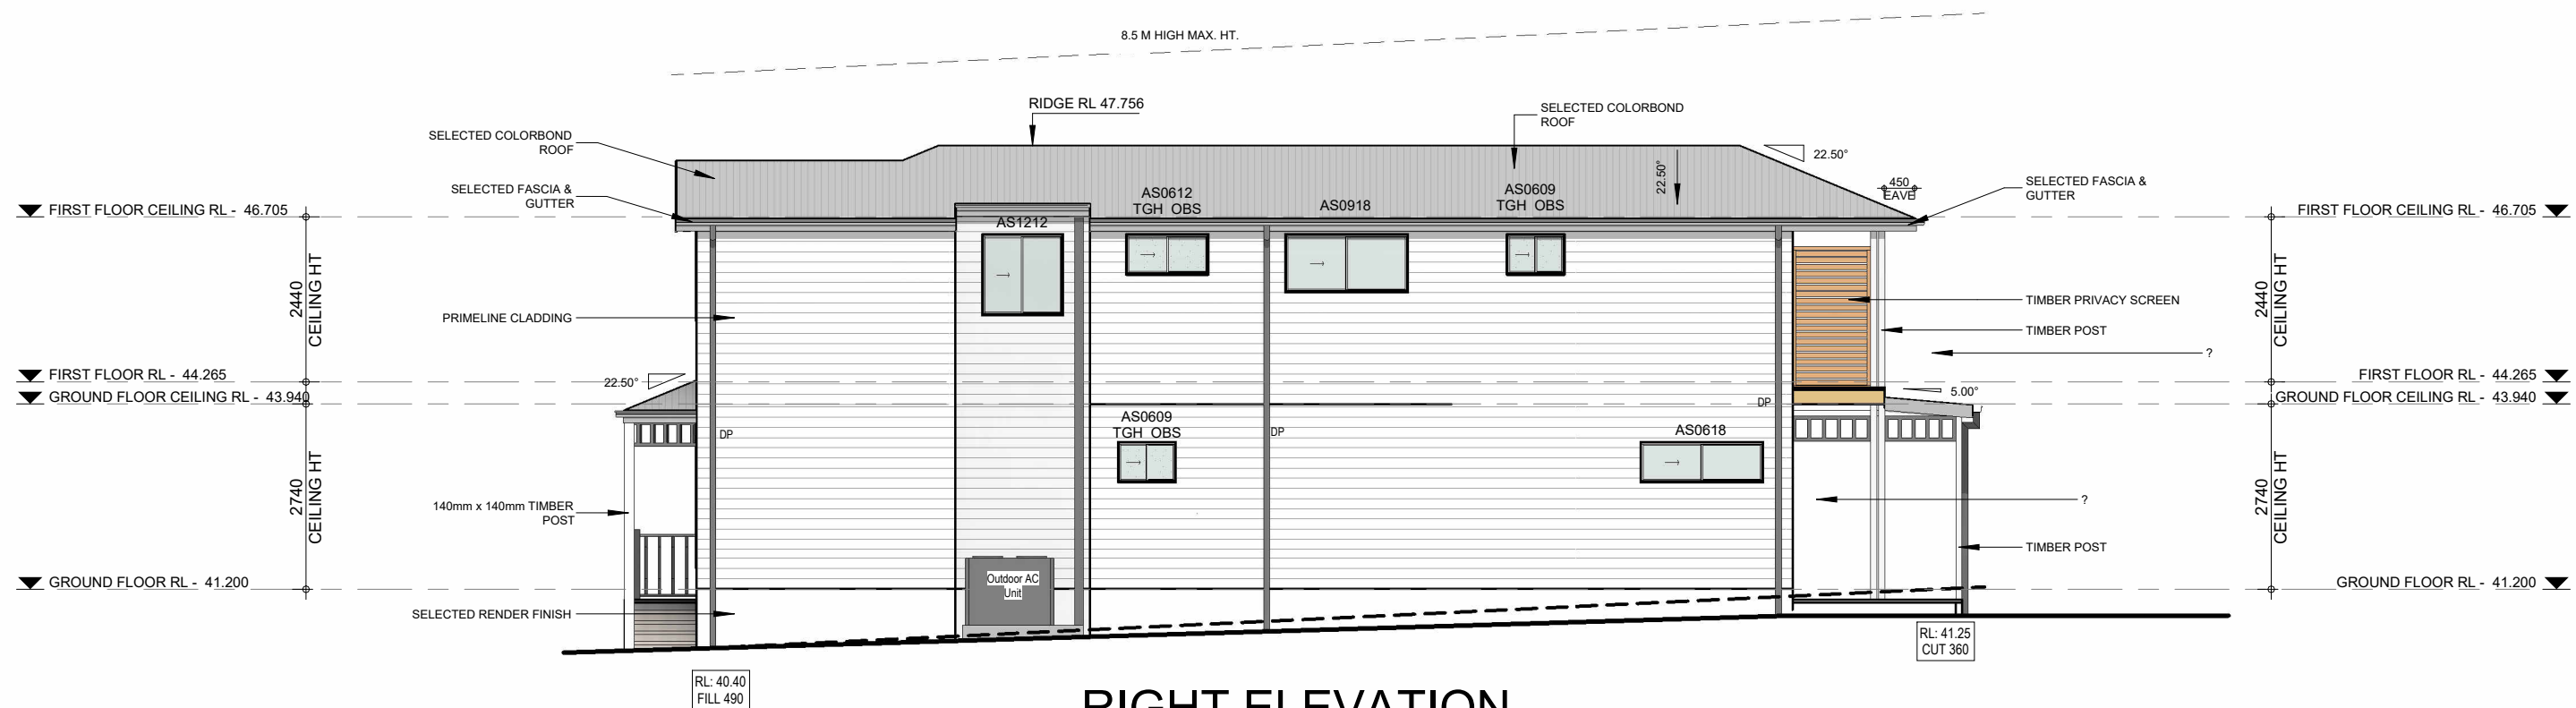 8.5 M HIGH MAX. HT.
RIDGE RL 47.756
SELECTED COLORBOND
ROOF
SELECTED COLORBOND
ROOF
22.50°
22.50°
450
EAVE
SELECTED FASCIA &
GUTTER
SELECTED FASCIA &
GUTTER
AS0612
TGH OBS
AS0918
AS0609
TGH OBS
AS1212
FIRST FLOOR CEILING RL - 46.705
FIRST FLOOR CEILING RL - 46.705
2440
CEILING HT
2440
CEILING HT
PRIMELINE CLADDING
TIMBER PRIVACY SCREEN
TIMBER POST
?
FIRST FLOOR RL - 44.265
FIRST FLOOR RL - 44.265
22.50°
5.00°
GROUND FLOOR CEILING RL - 43.940
GROUND FLOOR CEILING RL - 43.940
DP
AS0609
TGH OBS
DP
DP
AS0618
2740
CEILING HT
2740
CEILING HT
140mm x 140mm TIMBER
POST
?
TIMBER POST
Outdoor AC
Unit
GROUND FLOOR RL - 41.200
GROUND FLOOR RL - 41.200
SELECTED RENDER FINISH
RL: 41.25
CUT 360
RL: 40.40
FILL 490
RIGHT ELEVATION